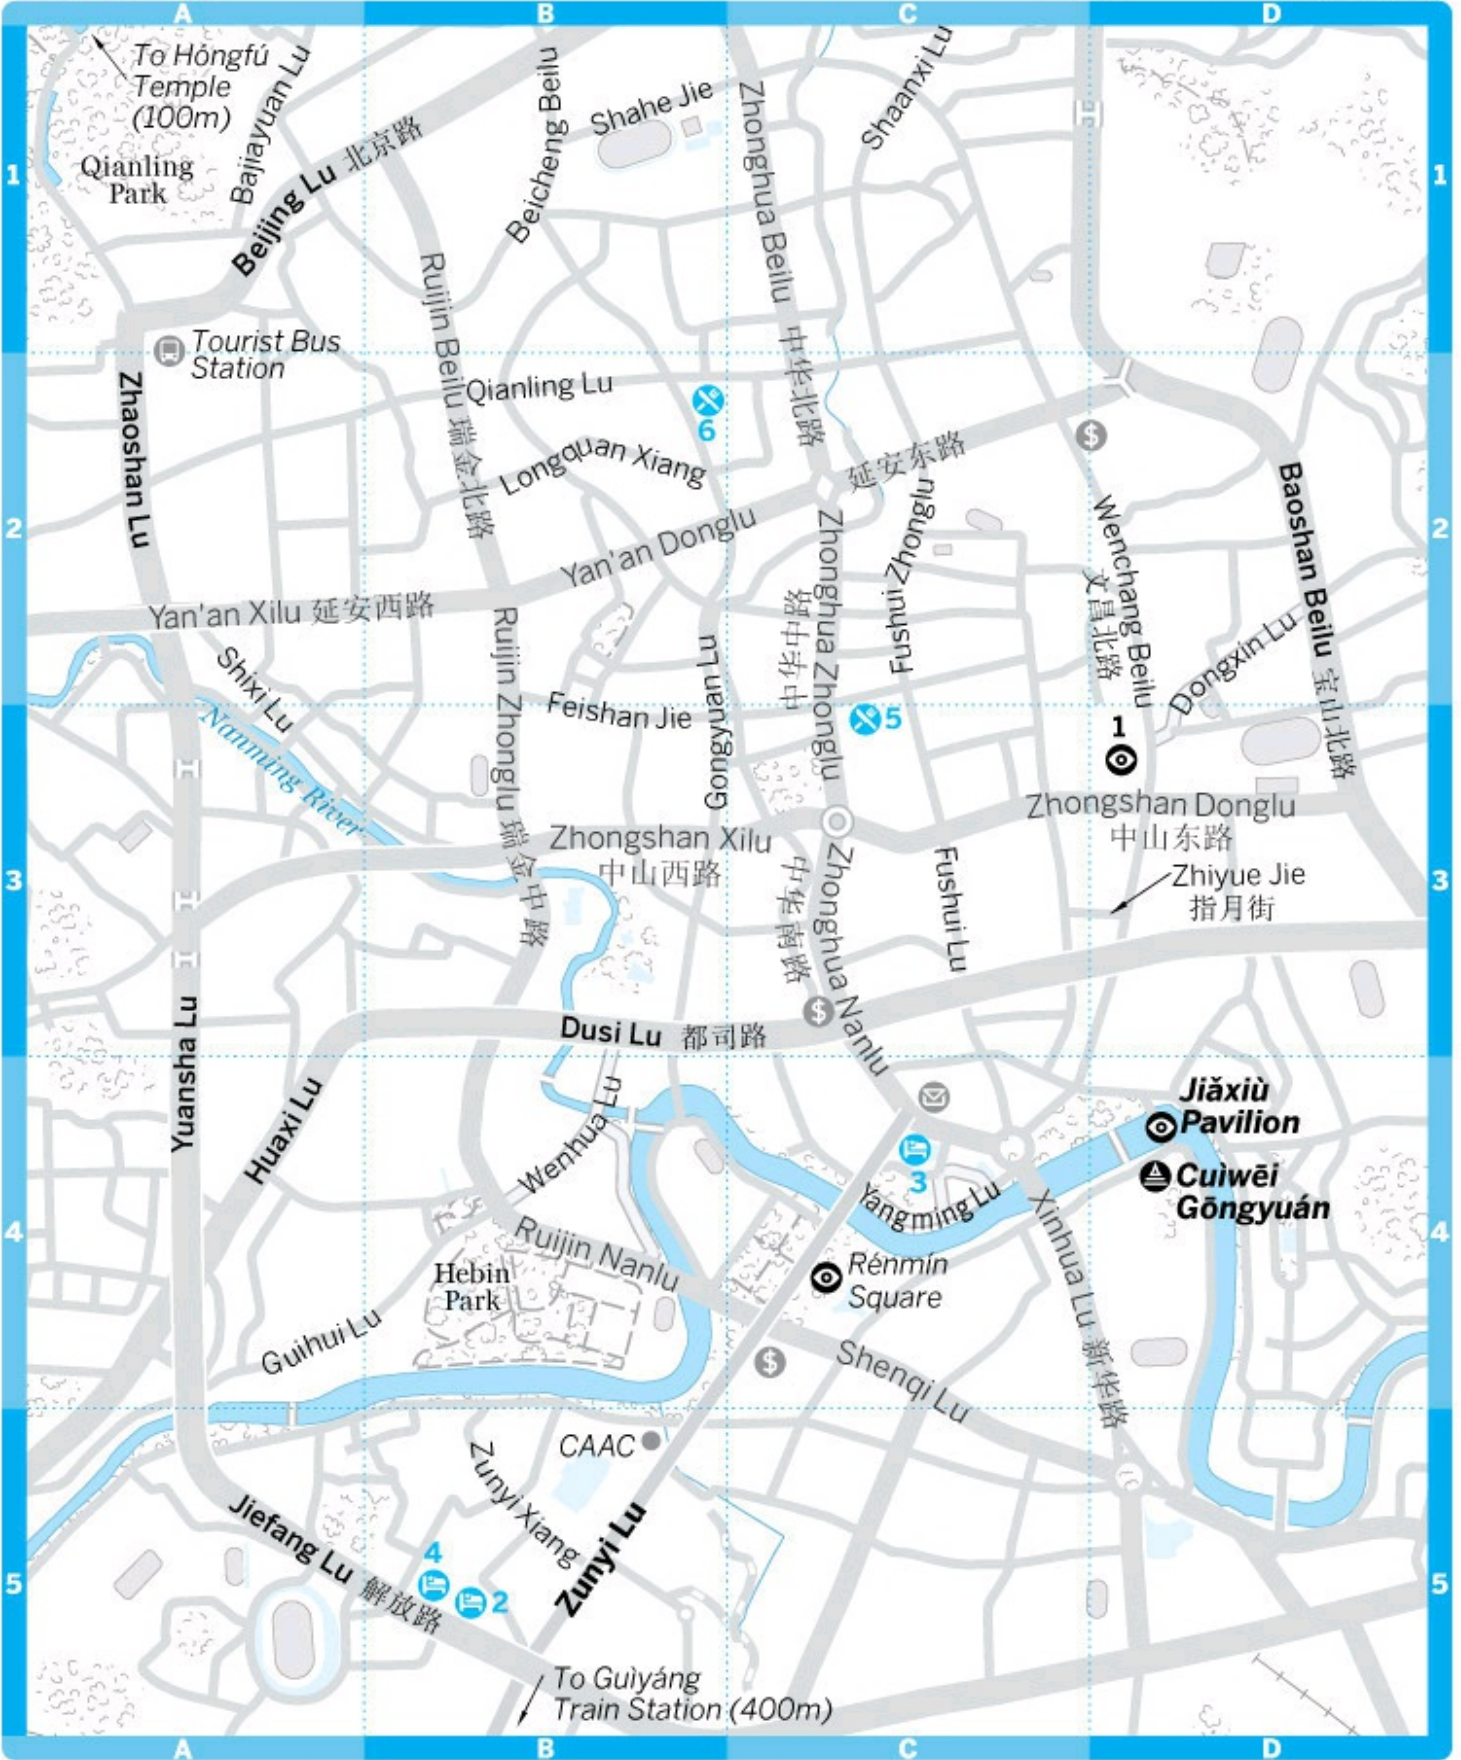 A
B
C
D
To Hóngfú
Temple
(100m)
Bajiayuan Lu
Beicheng Beilu
Shahe Jie
Zhonghua Beilu 中华北路
Shaanxi Lu
1
Qianling
Park
Beijing Lu 北京路
1
Ruijin Beilu 瑞金北路
Tourist Bus
Station
Zhaoshan Lu
Qianling Lu
6
Longquan Xiang
延安东路
$
2
Yan'an Donglu
Zhonghua Zhonglu
中华中路
Fushui Zhonglu
Wenchang Beilu
文昌北路
Baoshan Beilu 宝山北路
2
Yan'an Xilu 延安西路
Ruijin Zhonglu 瑞金中路
Shixi Lu
Nanming River
Feishan Jie
Gongyuan Lu
5
Dongxin Lu
1
Zhongshan Xilu
中山西路
Zhongshan Donglu
中山东路
3
中华南路
Zhonghua Nanlu
Fushui Lu
Zhiyue Jie
指月街
3
$
Yuansha Lu
Dusi Lu 都司路
Huaxi Lu
Wenhua Lu
Jiǎxiù
Pavilion
3
Yangming Lu
Cuìwēi
Gōngyuán
4
Ruijin Nanlu
Xinhua Lu 新华路
4
Hebin
Park
Rénmín
Square
Guihui Lu
$
Shenqi Lu
CAAC
Zunyi Xiang
Zunyi Lu
Jiefang Lu 解放路
5
4
2
5
To Guìyáng
Train Station (400m)
A
B
C
D